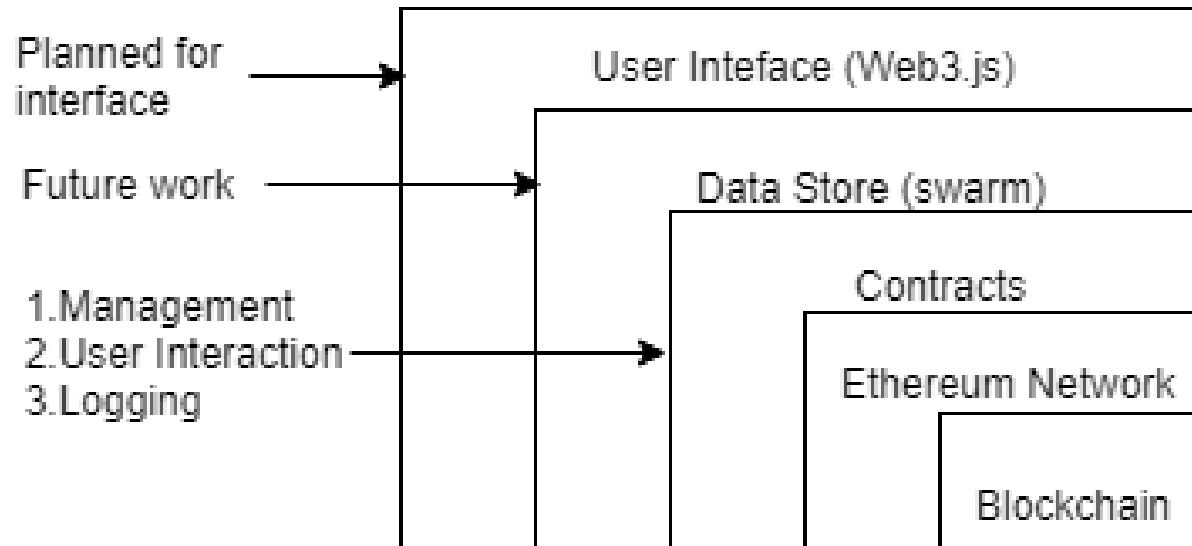 Planned for
interface
User Inteface (Web3.js)
Future work
Data Store (swarm)
1.Management
2.User Interaction
3.Logging
Contracts
Ethereum Network
Blockchain